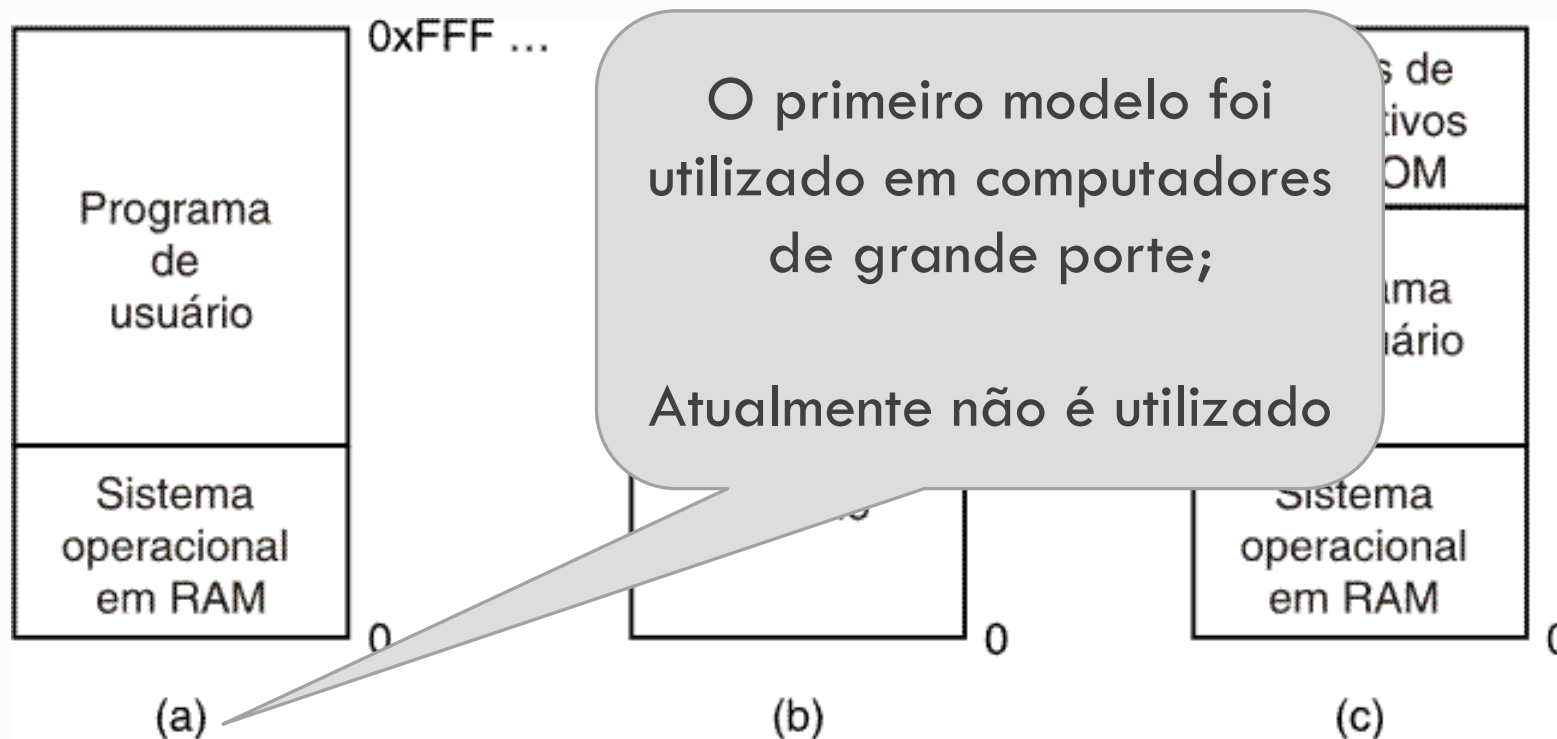 0xFFF ...
Programa
de
usuário
Sistema
operacional
em RAM
0
(a)
O primeiro modelo foi
utilizado em computadores
de grande porte;
Atualmente não é utilizado
0
(b)
de
Sistema
operacional
em RAM
(c)